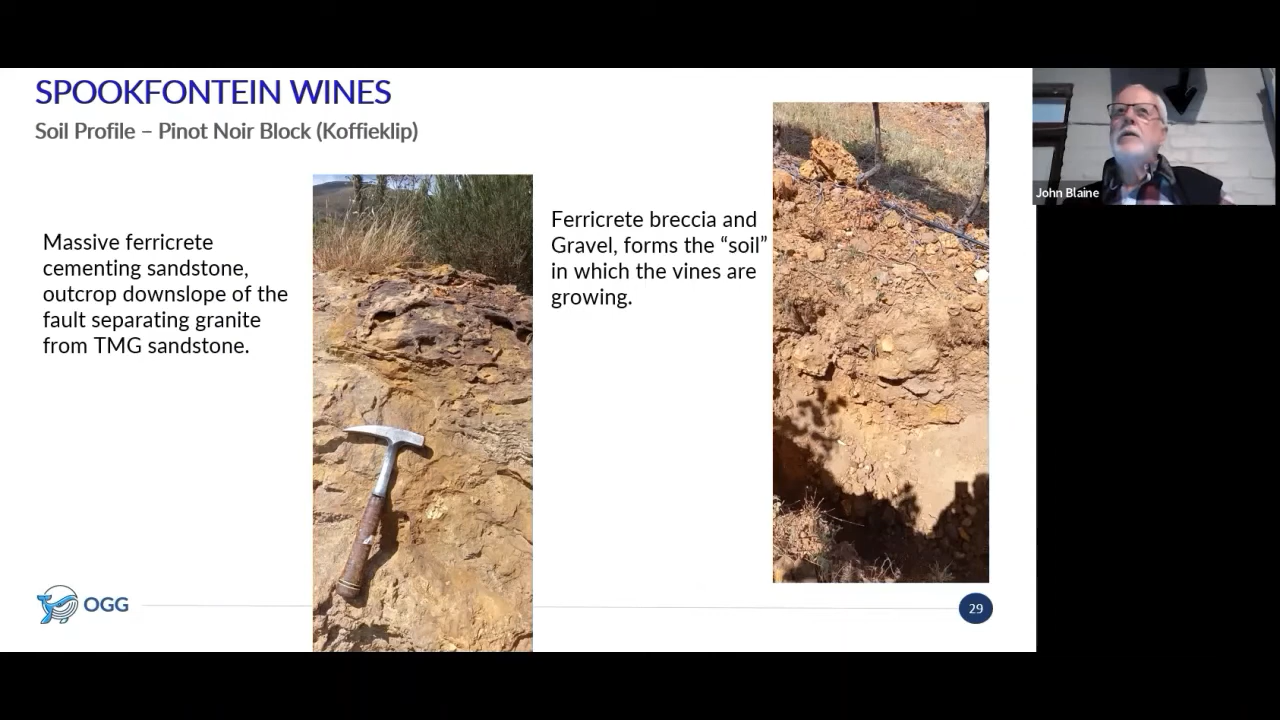 SPOOKFONTEIN WINES
Soil Profile – Pinot Noir Block (Koffieklip)
Massive ferricrete
cementing sandstone,
outcrop downslope of the
fault separating granite
from TMG sandstone.
Ferricrete breccia and
Gravel, forms the “soil”
in which the vines are
growing.
John Blaine
OGG
29